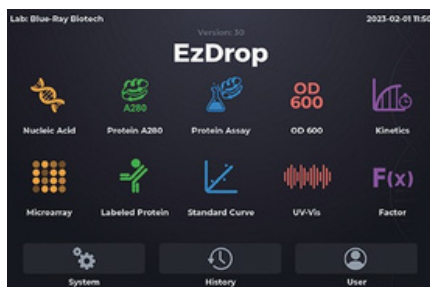 Lab: Blue-Ray Biotech
2023-02-01 11:50
Version: 30
EzDrop
A280
OD
600
F(x)
Nucleic Acid
Protein A280
Protein Assay
OD 600
Kinetics
Microarray
Labeled Protein
Standard Curve
UV-Vis
Factor
System
History
User